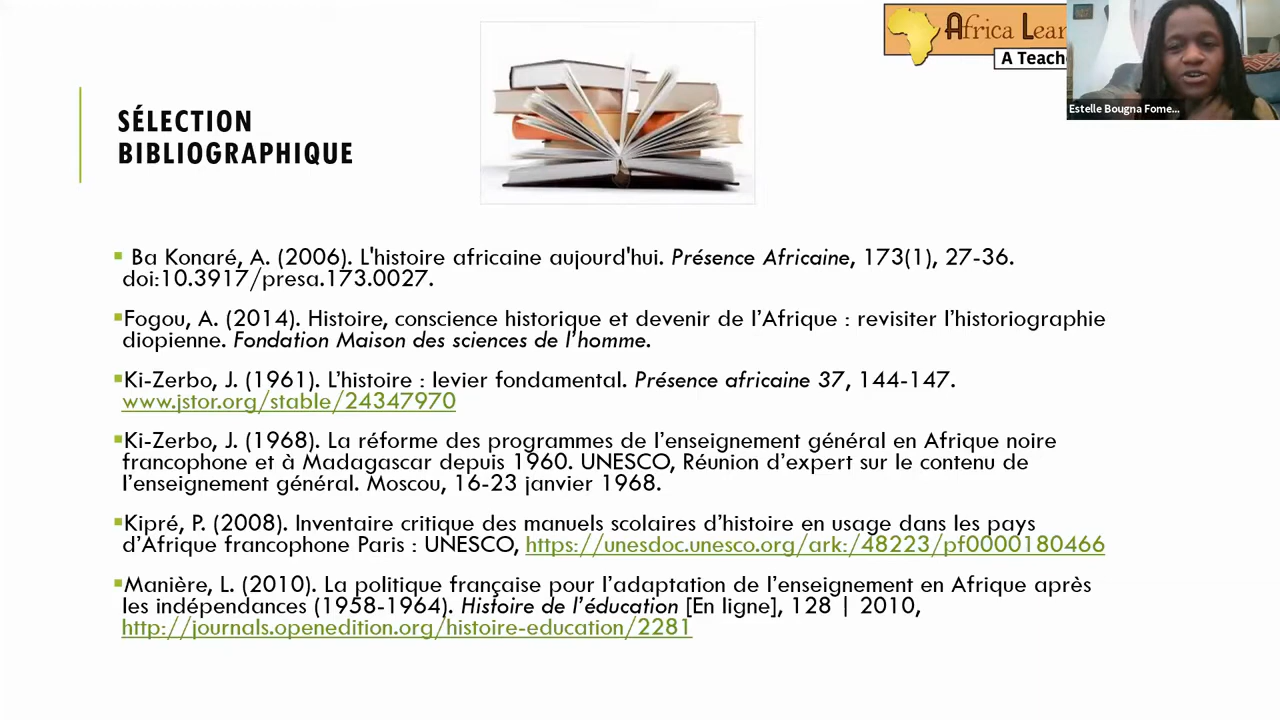 Africa Lear
A Teach
Estelle Bougna Fome...
SÉLECTION
BIBLIOGRAPHIQUE
▪ Ba Konaré, A. (2006). L'histoire africaine aujourd'hui. Présence Africaine, 173(1), 27-36.
doi:10.3917/presa.173.0027.
▪Fogou, A. (2014). Histoire, conscience historique et devenir de l’Afrique : revisiter l’historiographie
diopienne. Fondation Maison des sciences de l’homme.
▪Ki-Zerbo, J. (1961). L’histoire : levier fondamental. Présence africaine 37, 144-147.
www.jstor.org/stable/24347970
▪Ki-Zerbo, J. (1968). La réforme des programmes de l’enseignement général en Afrique noire
francophone et à Madagascar depuis 1960. UNESCO, Réunion d’expert sur le contenu de
l’enseignement général. Moscou, 16-23 janvier 1968.
▪Kipré, P. (2008). Inventaire critique des manuels scolaires d’histoire en usage dans les pays
d’Afrique francophone Paris : UNESCO, https://unesdoc.unesco.org/ark:/48223/pf0000180466
▪Manière, L. (2010). La politique française pour l’adaptation de l’enseignement en Afrique après
les indépendances (1958-1964). Histoire de l’éducation [En ligne], 128 | 2010,
http://journals.openedition.org/histoire-education/2281